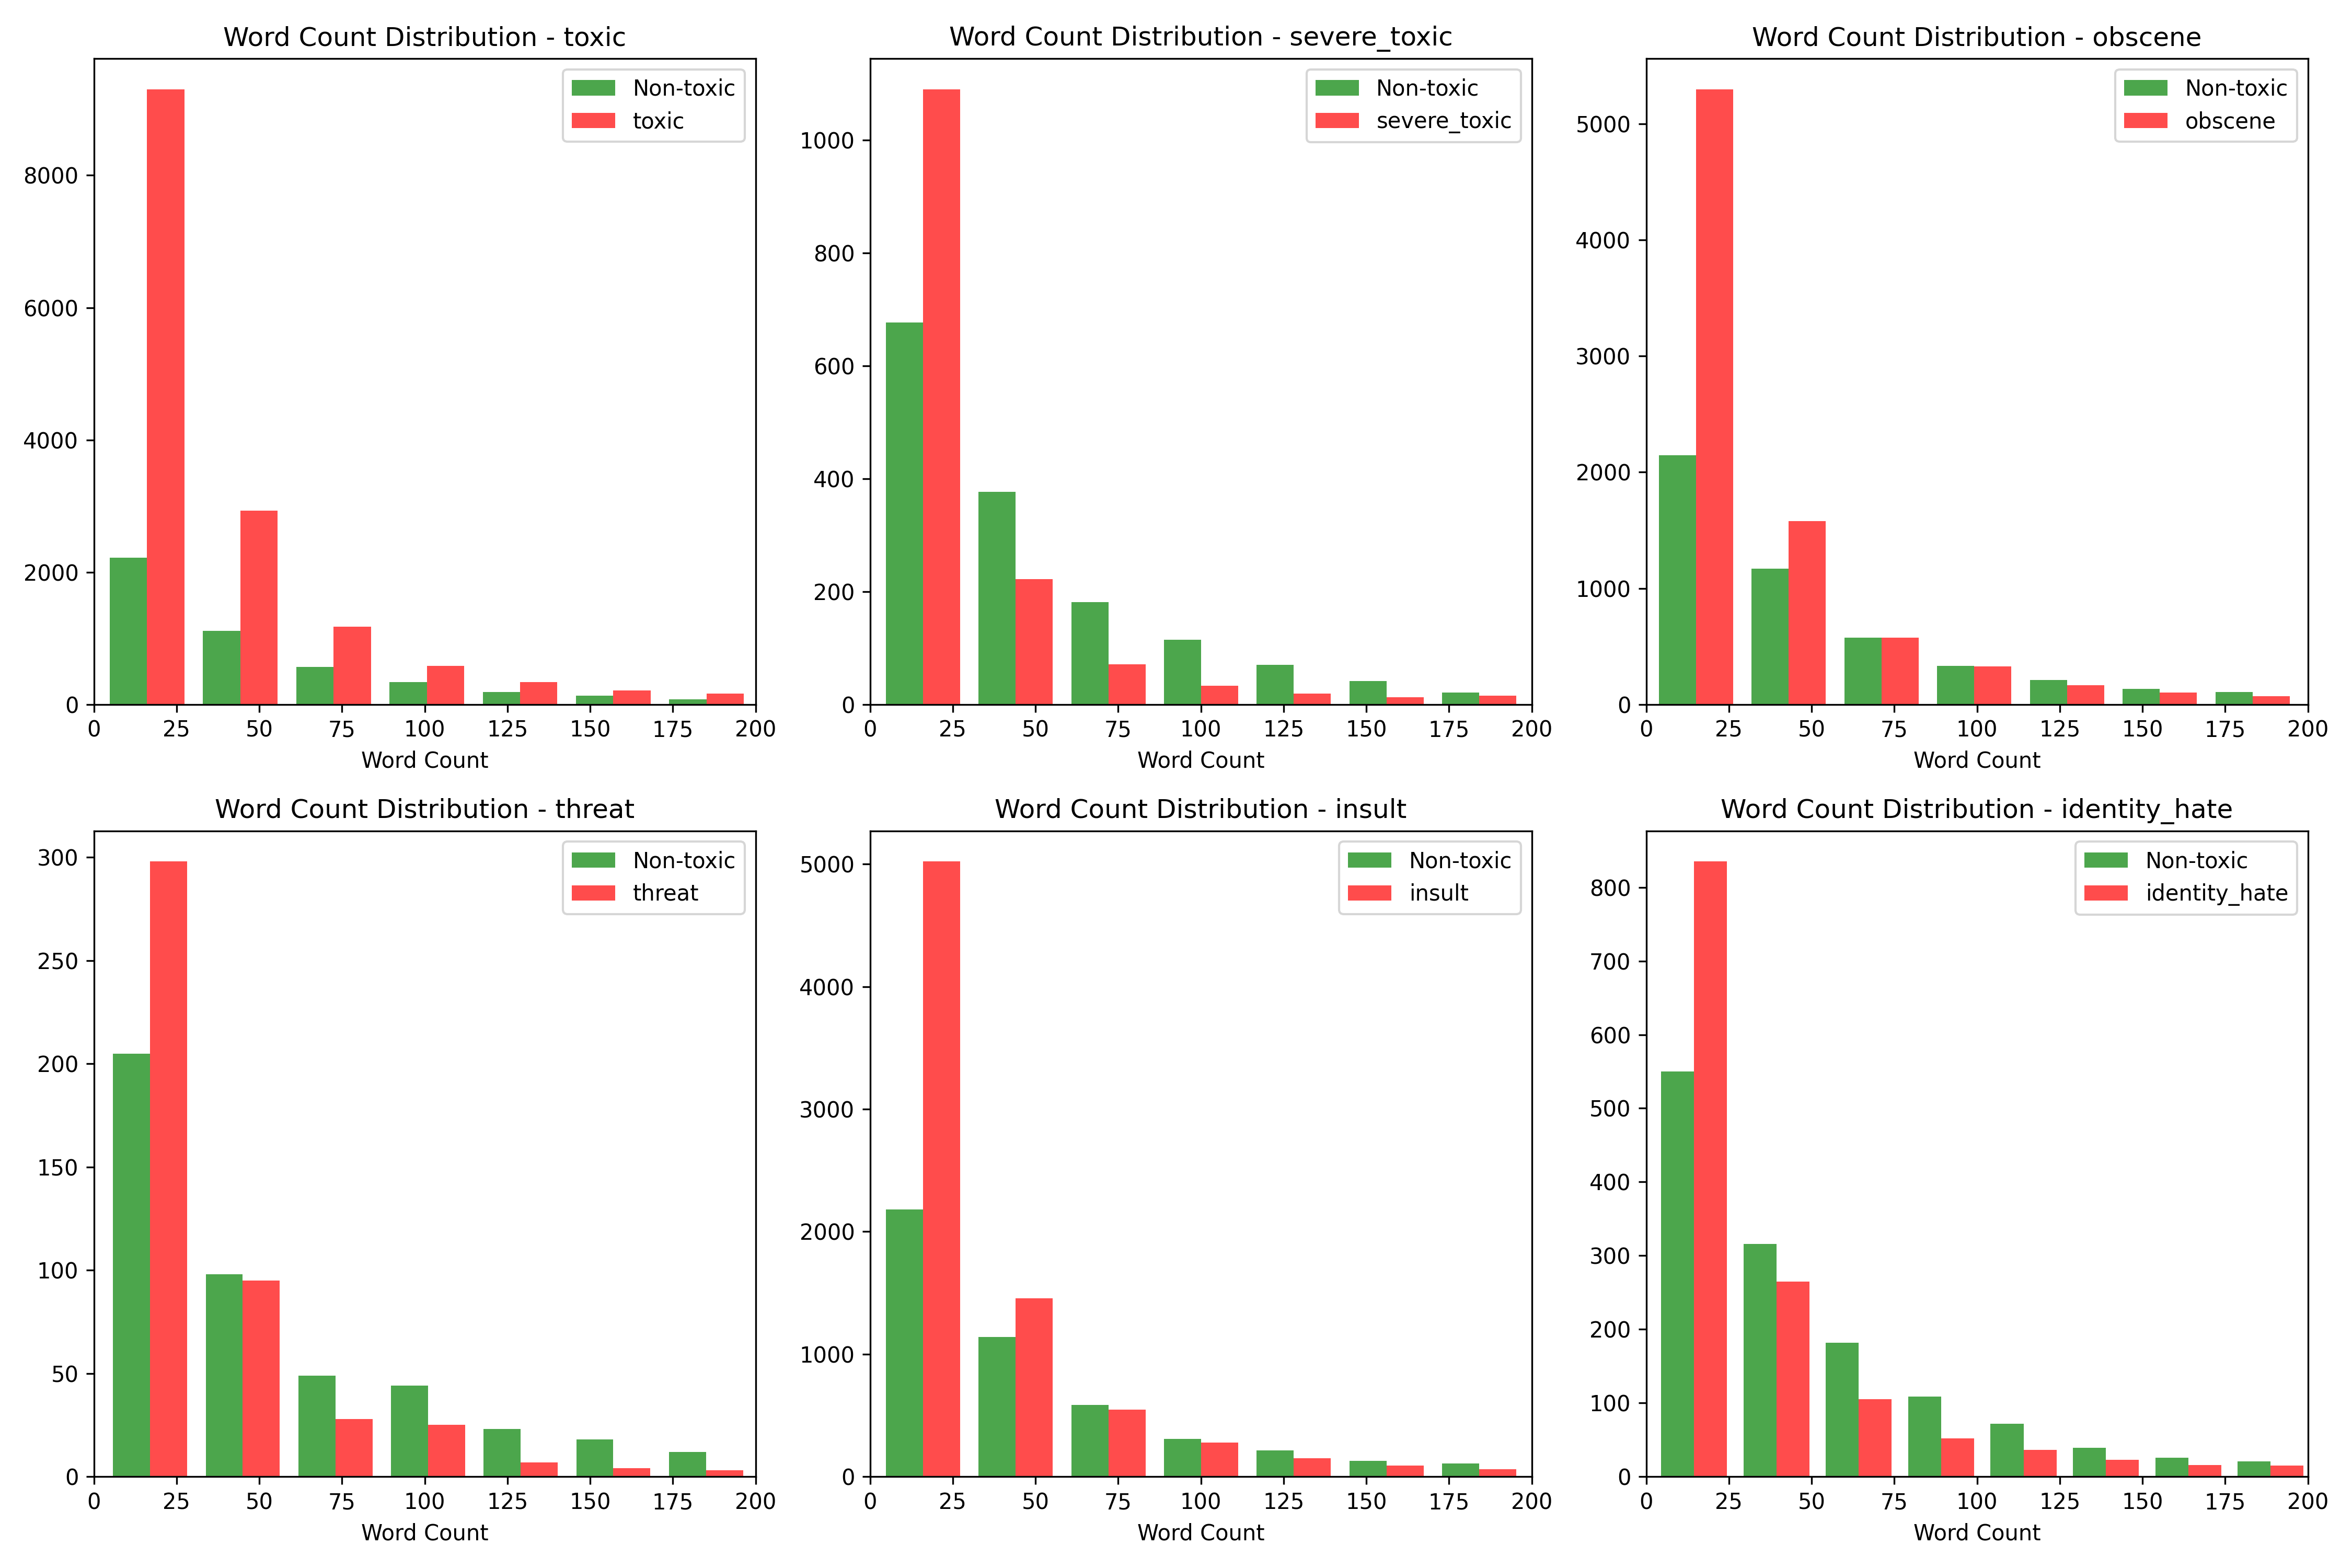 Word Count Distribution - toxic
Non-toxic
toxic
8000
6000
4000
2000
0
0 25 50 75 100 125 150 175 200
Word Count
Word Count Distribution - severe_toxic
Non-toxic
severe_toxic
1000
800
600
400
200
0
0 25 50 75 100 125 150 175 200
Word Count
Word Count Distribution - obscene
Non-toxic
obscene
5000
4000
3000
2000
1000
0
0 25 50 75 100 125 150 175 200
Word Count
Word Count Distribution - threat
Non-toxic
threat
300
250
200
150
100
50
0
0 25 50 75 100 125 150 175 200
Word Count
Word Count Distribution - insult
Non-toxic
insult
5000
4000
3000
2000
1000
0
0 25 50 75 100 125 150 175 200
Word Count
Word Count Distribution - identity_hate
Non-toxic
identity_hate
800
700
600
500
400
300
200
100
0
0 25 50 75 100 125 150 175 200
Word Count